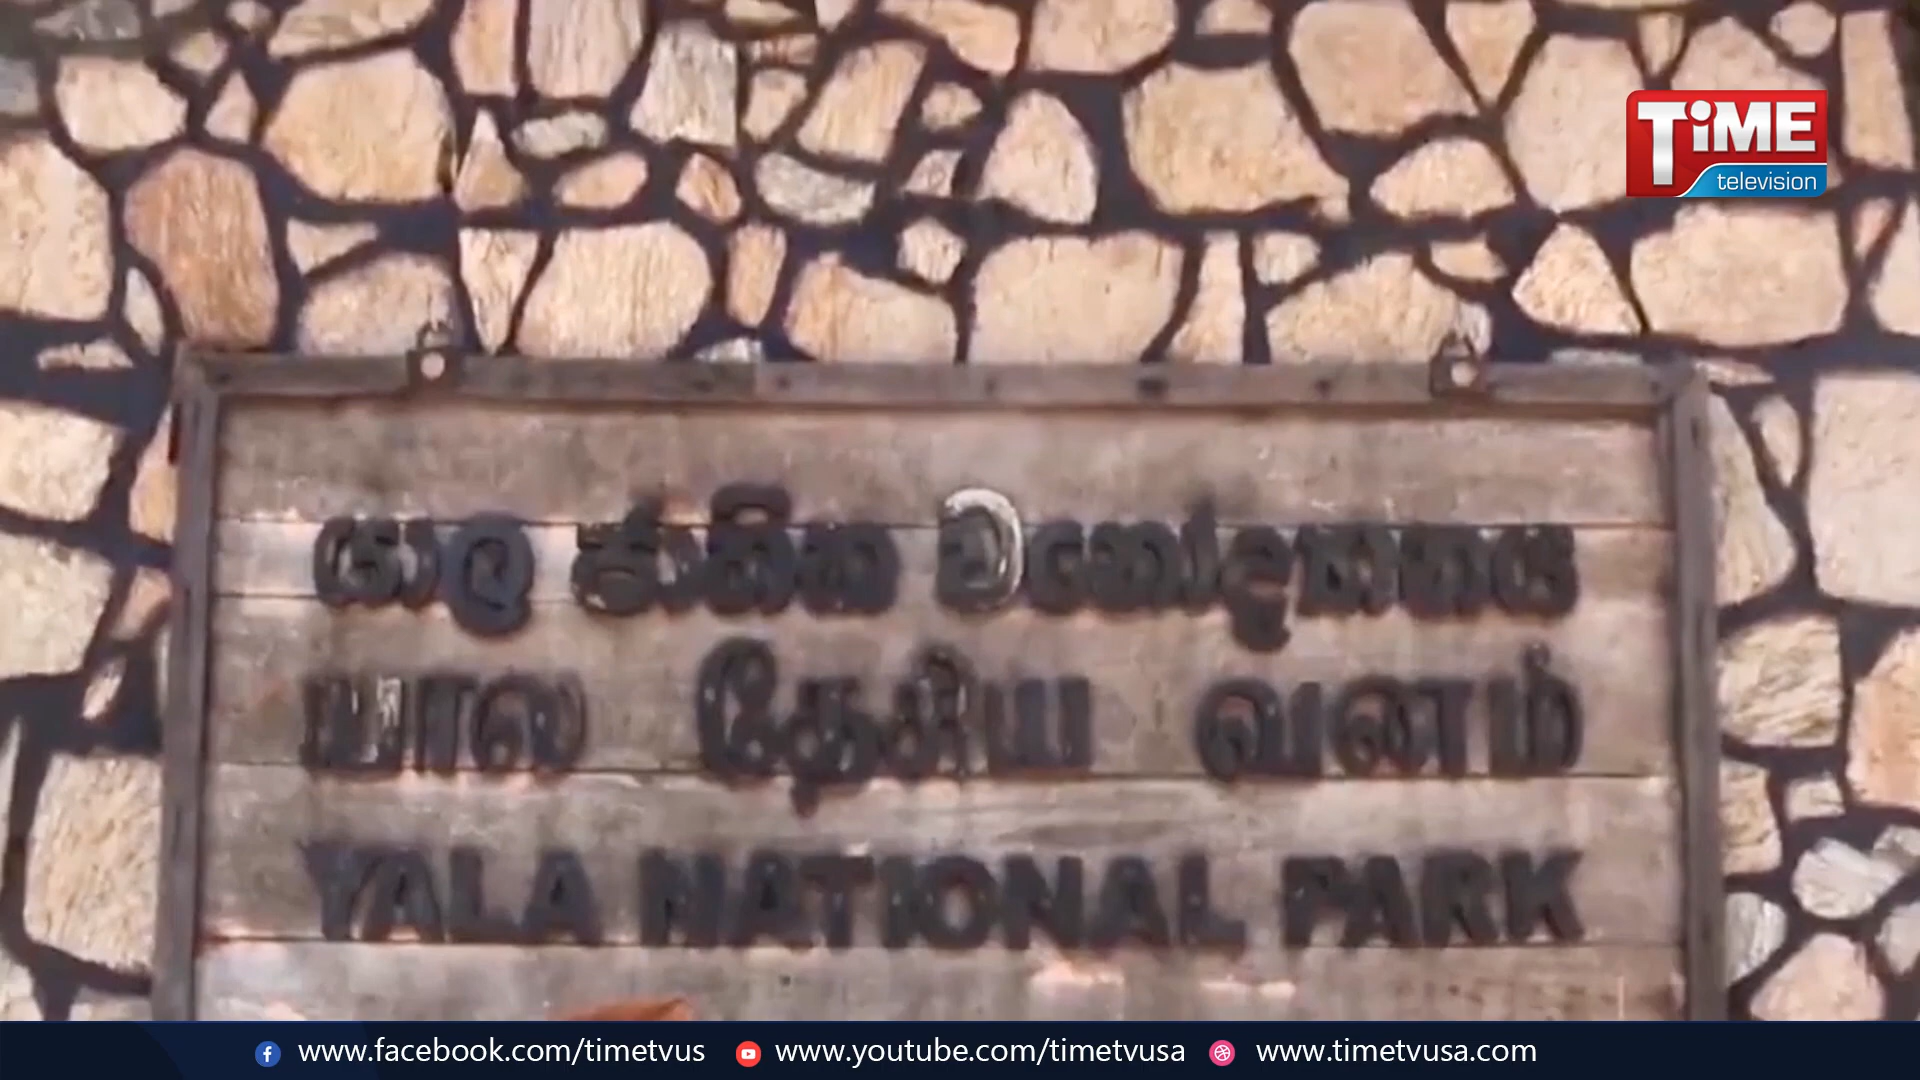 TiME
television
යාල ජාතික වනෝද්‍යානය
யால தேசிய வனம்
YALA NATIONAL PARK
www.facebook.com/timetvus www.youtube.com/timetvusa www.timetvusa.com